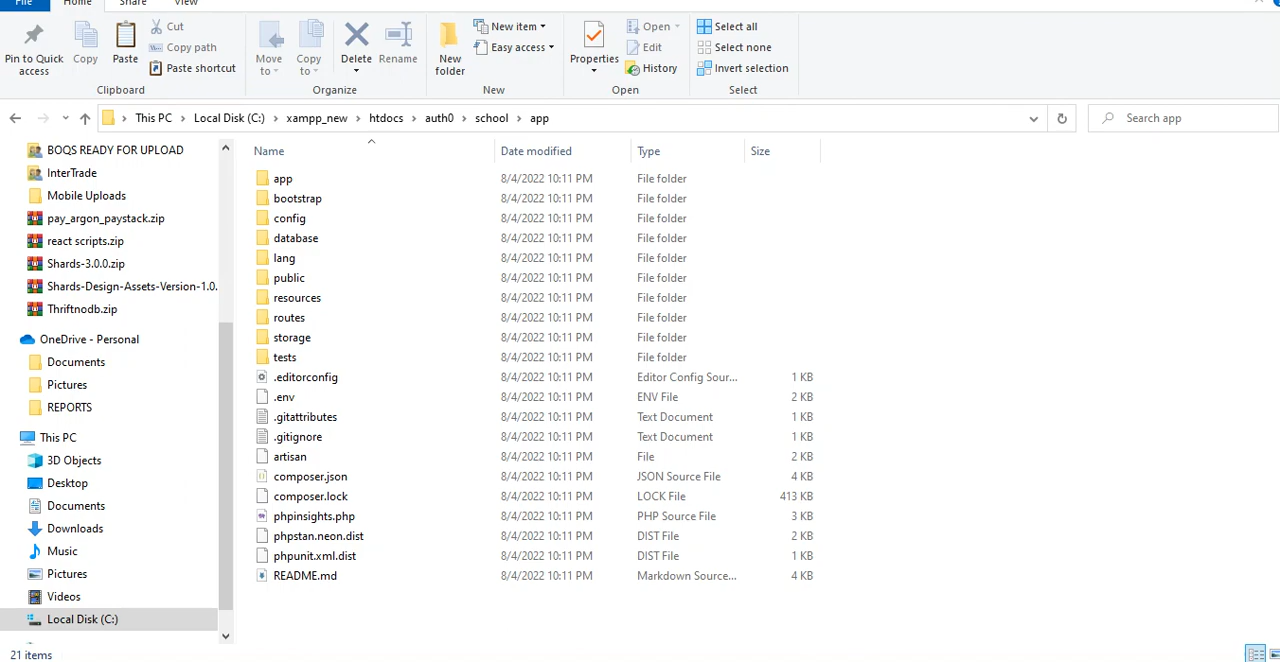 File Home Share View
Pin to Quick access
Copy
Paste
Cut
Copy path
Paste shortcut
Clipboard
Move to
Copy to
Delete
Rename
Organize
New folder
New item
Easy access
New
Properties
Open
Edit
History
Open
Select all
Select none
Invert selection
Select
This PC > Local Disk (C:) > xampp_new > htdocs > auth0 > school > app
Search app
BOQS READY FOR UPLOAD
InterTrade
Mobile Uploads
pay_argon_paystack.zip
react scripts.zip
Shards-3.0.0.zip
Shards-Design-Assets-Version-1.0.
Thriftnodb.zip
OneDrive - Personal
Documents
Pictures
REPORTS
This PC
3D Objects
Desktop
Documents
Downloads
Music
Pictures
Videos
Local Disk (C:)
Name Date modified Type Size
app 8/4/2022 10:11 PM File folder
bootstrap 8/4/2022 10:11 PM File folder
config 8/4/2022 10:11 PM File folder
database 8/4/2022 10:11 PM File folder
lang 8/4/2022 10:11 PM File folder
public 8/4/2022 10:11 PM File folder
resources 8/4/2022 10:11 PM File folder
routes 8/4/2022 10:11 PM File folder
storage 8/4/2022 10:11 PM File folder
tests 8/4/2022 10:11 PM File folder
.editorconfig 8/4/2022 10:11 PM Editor Config Sour... 1 KB
.env 8/4/2022 10:11 PM ENV File 2 KB
.gitattributes 8/4/2022 10:11 PM Text Document 1 KB
.gitignore 8/4/2022 10:11 PM Text Document 1 KB
artisan 8/4/2022 10:11 PM File 2 KB
composer.json 8/4/2022 10:11 PM JSON Source File 4 KB
composer.lock 8/4/2022 10:11 PM LOCK File 413 KB
phpinsights.php 8/4/2022 10:11 PM PHP Source File 3 KB
phpstan.neon.dist 8/4/2022 10:11 PM DIST File 2 KB
phpunit.xml.dist 8/4/2022 10:11 PM DIST File 1 KB
README.md 8/4/2022 10:11 PM Markdown Source... 4 KB
21 items